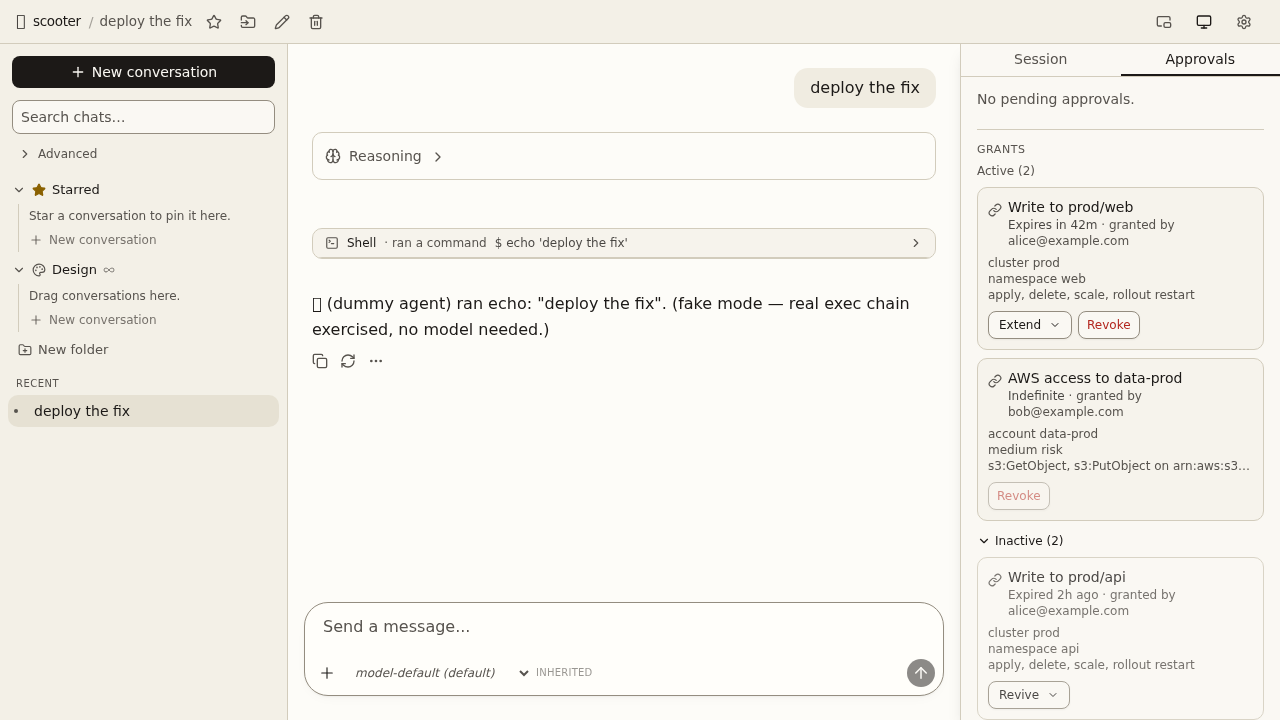 scooter / deploy the fix
New conversation
Search chats...
Advanced
Starred
Star a conversation to pin it here.
New conversation
Design
Drag conversations here.
New conversation
New folder
RECENT
deploy the fix
deploy the fix
Reasoning
Shell · ran a command $ echo 'deploy the fix'
(dummy agent) ran echo: "deploy the fix". (fake mode — real exec chain
exercised, no model needed.)
Send a message...
model-default (default) INHERITED
Session Approvals
No pending approvals.
GRANTS
Active (2)
Write to prod/web
Expires in 42m · granted by
alice@example.com
cluster prod
namespace web
apply, delete, scale, rollout restart
Extend Revoke
AWS access to data-prod
Indefinite · granted by
bob@example.com
account data-prod
medium risk
s3:GetObject, s3:PutObject on arn:aws:s3...
Revoke
Inactive (2)
Write to prod/api
Expired 2h ago · granted by
alice@example.com
cluster prod
namespace api
apply, delete, scale, rollout restart
Revive